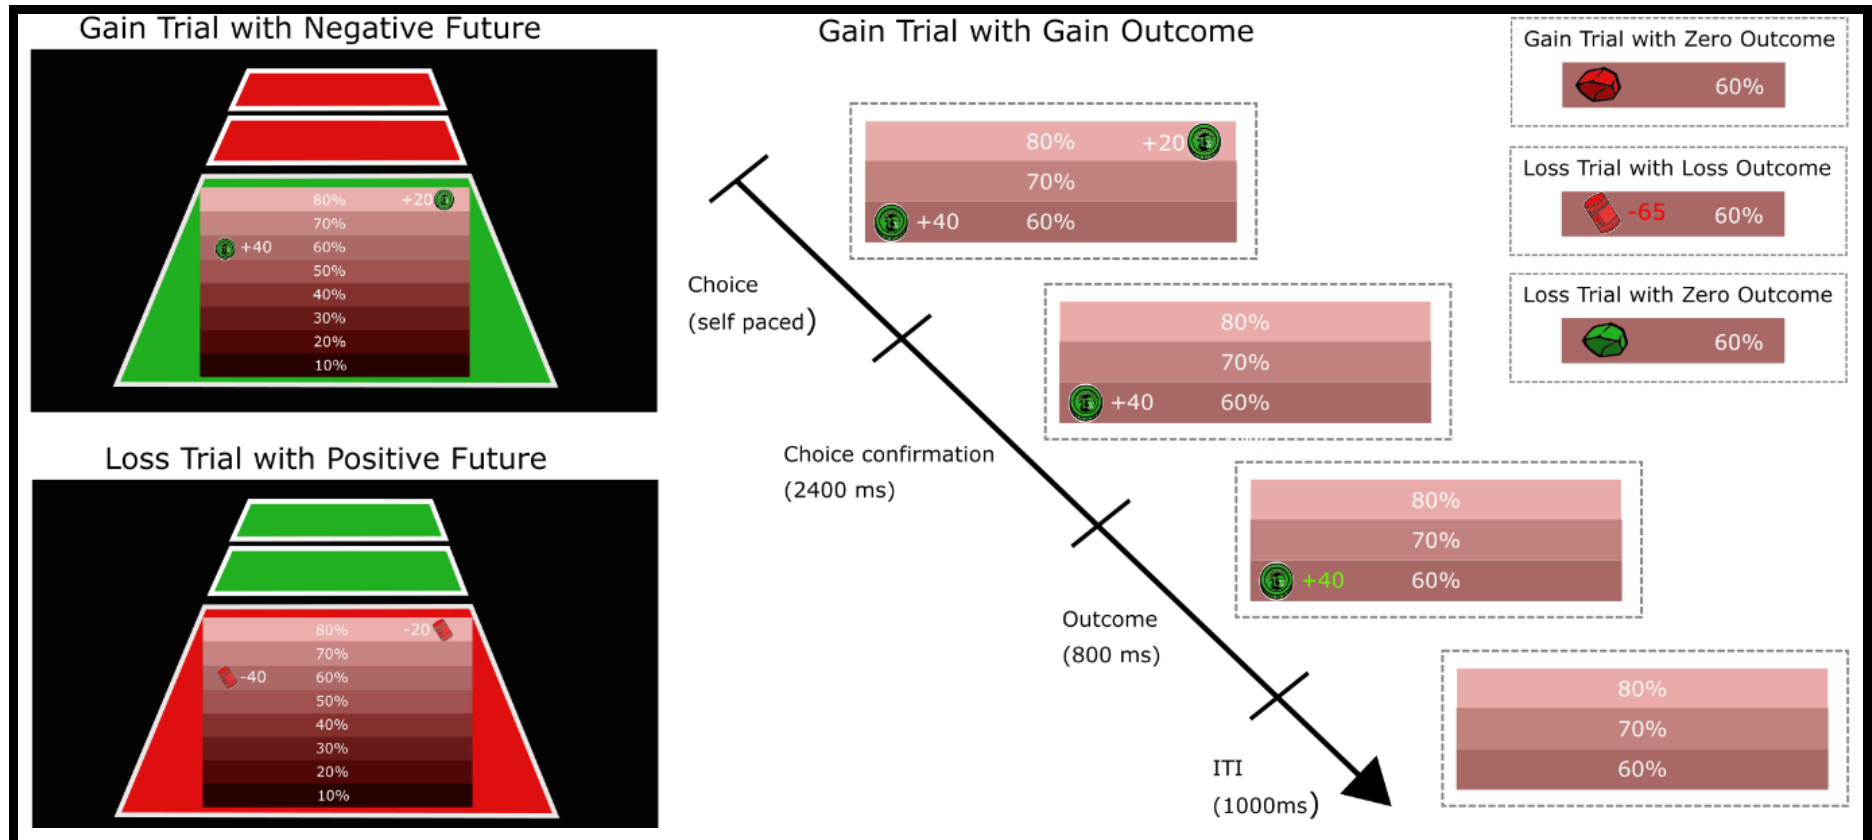 Gain Trial with Negative Future
80% +20
70%
+40 60%
50%
40%
30%
20%
10%
Loss Trial with Positive Future
80% -20
70%
-40 60%
50%
40%
30%
20%
10%
Gain Trial with Gain Outcome
80% +20
70%
+40 60%
Choice
(self paced)
80%
70%
+40 60%
Choice confirmation
(2400 ms)
80%
70%
+40 60%
Outcome
(800 ms)
80%
70%
60%
ITI
(1000ms)
Gain Trial with Zero Outcome
60%
Loss Trial with Loss Outcome
-65 60%
Loss Trial with Zero Outcome
60%